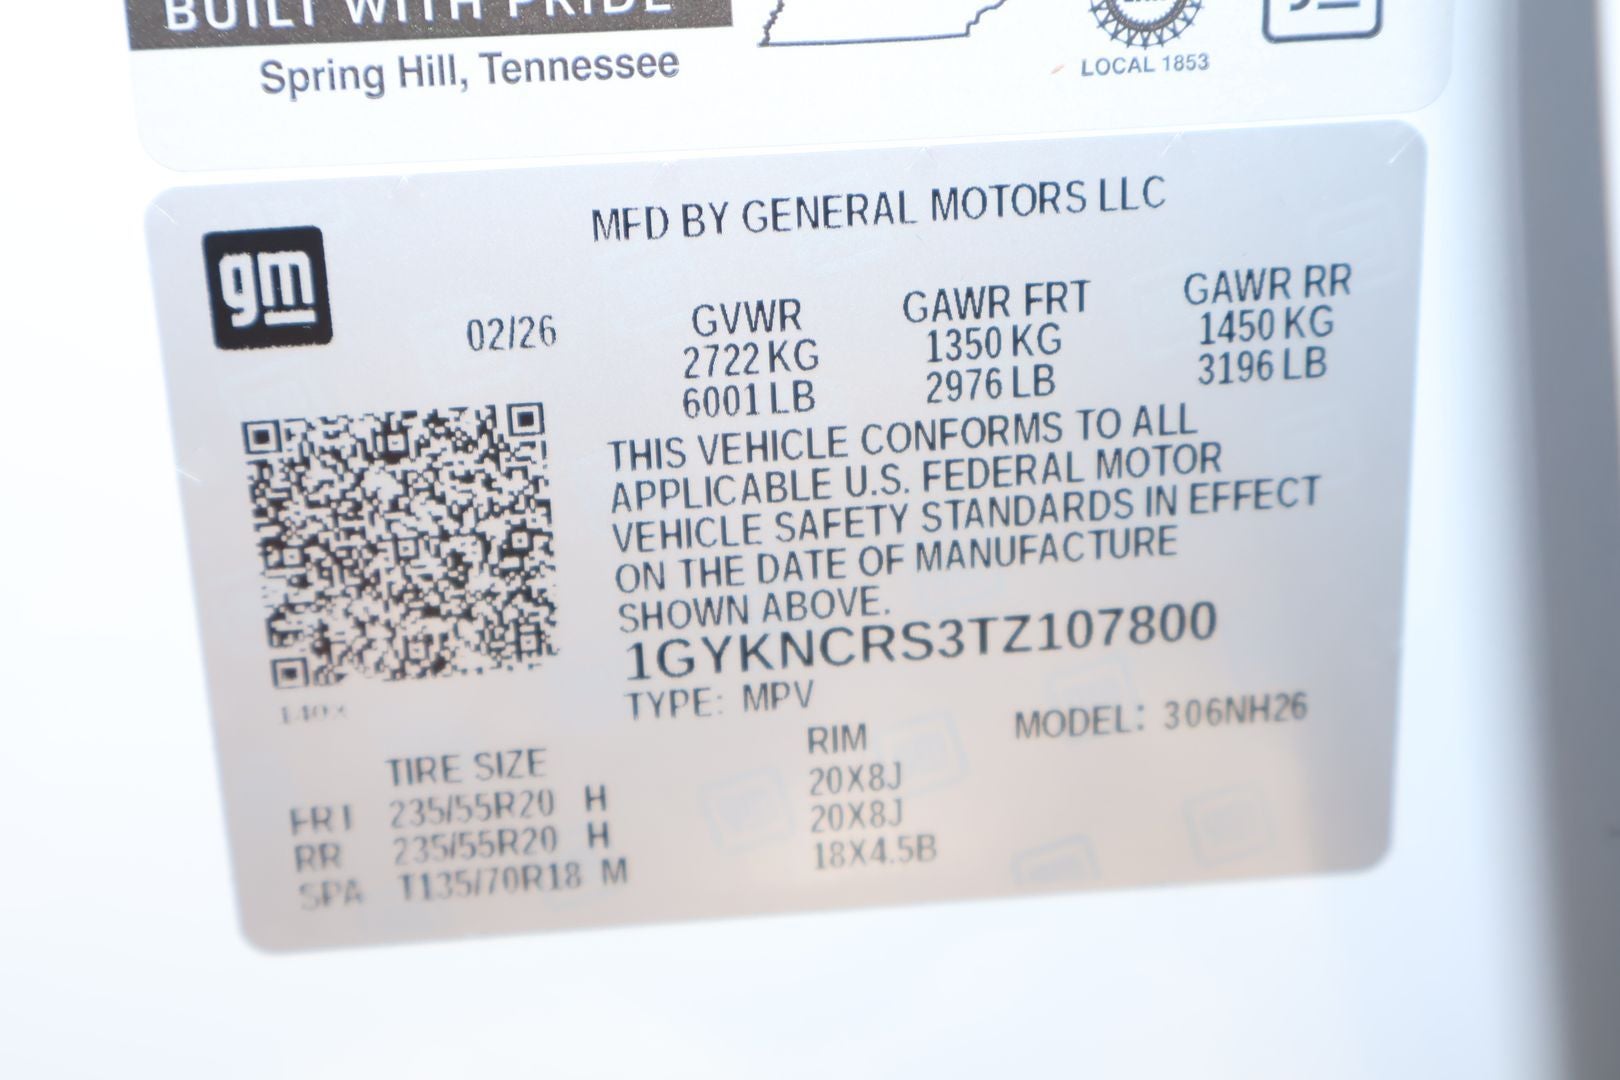 BUILT WITH PRIDE
Spring Hill, Tennessee
LOCAL 1853
MFD BY GENERAL MOTORS LLC
gm
02/26
GVWR GAWR FRT GAWR RR
2722 KG 1350 KG 1450 KG
6001 LB 2976 LB 3196 LB
THIS VEHICLE CONFORMS TO ALL
APPLICABLE U.S. FEDERAL MOTOR
VEHICLE SAFETY STANDARDS IN EFFECT
ON THE DATE OF MANUFACTURE
SHOWN ABOVE.
1GYKNCRS3TZ107800
TYPE: MPV MODEL: 306NH26
TIRE SIZE RIM
FRT 235/55R20 H 20X8J
RR 235/55R20 H 20X8J
SPA T135/70R18 M 18X4.5B